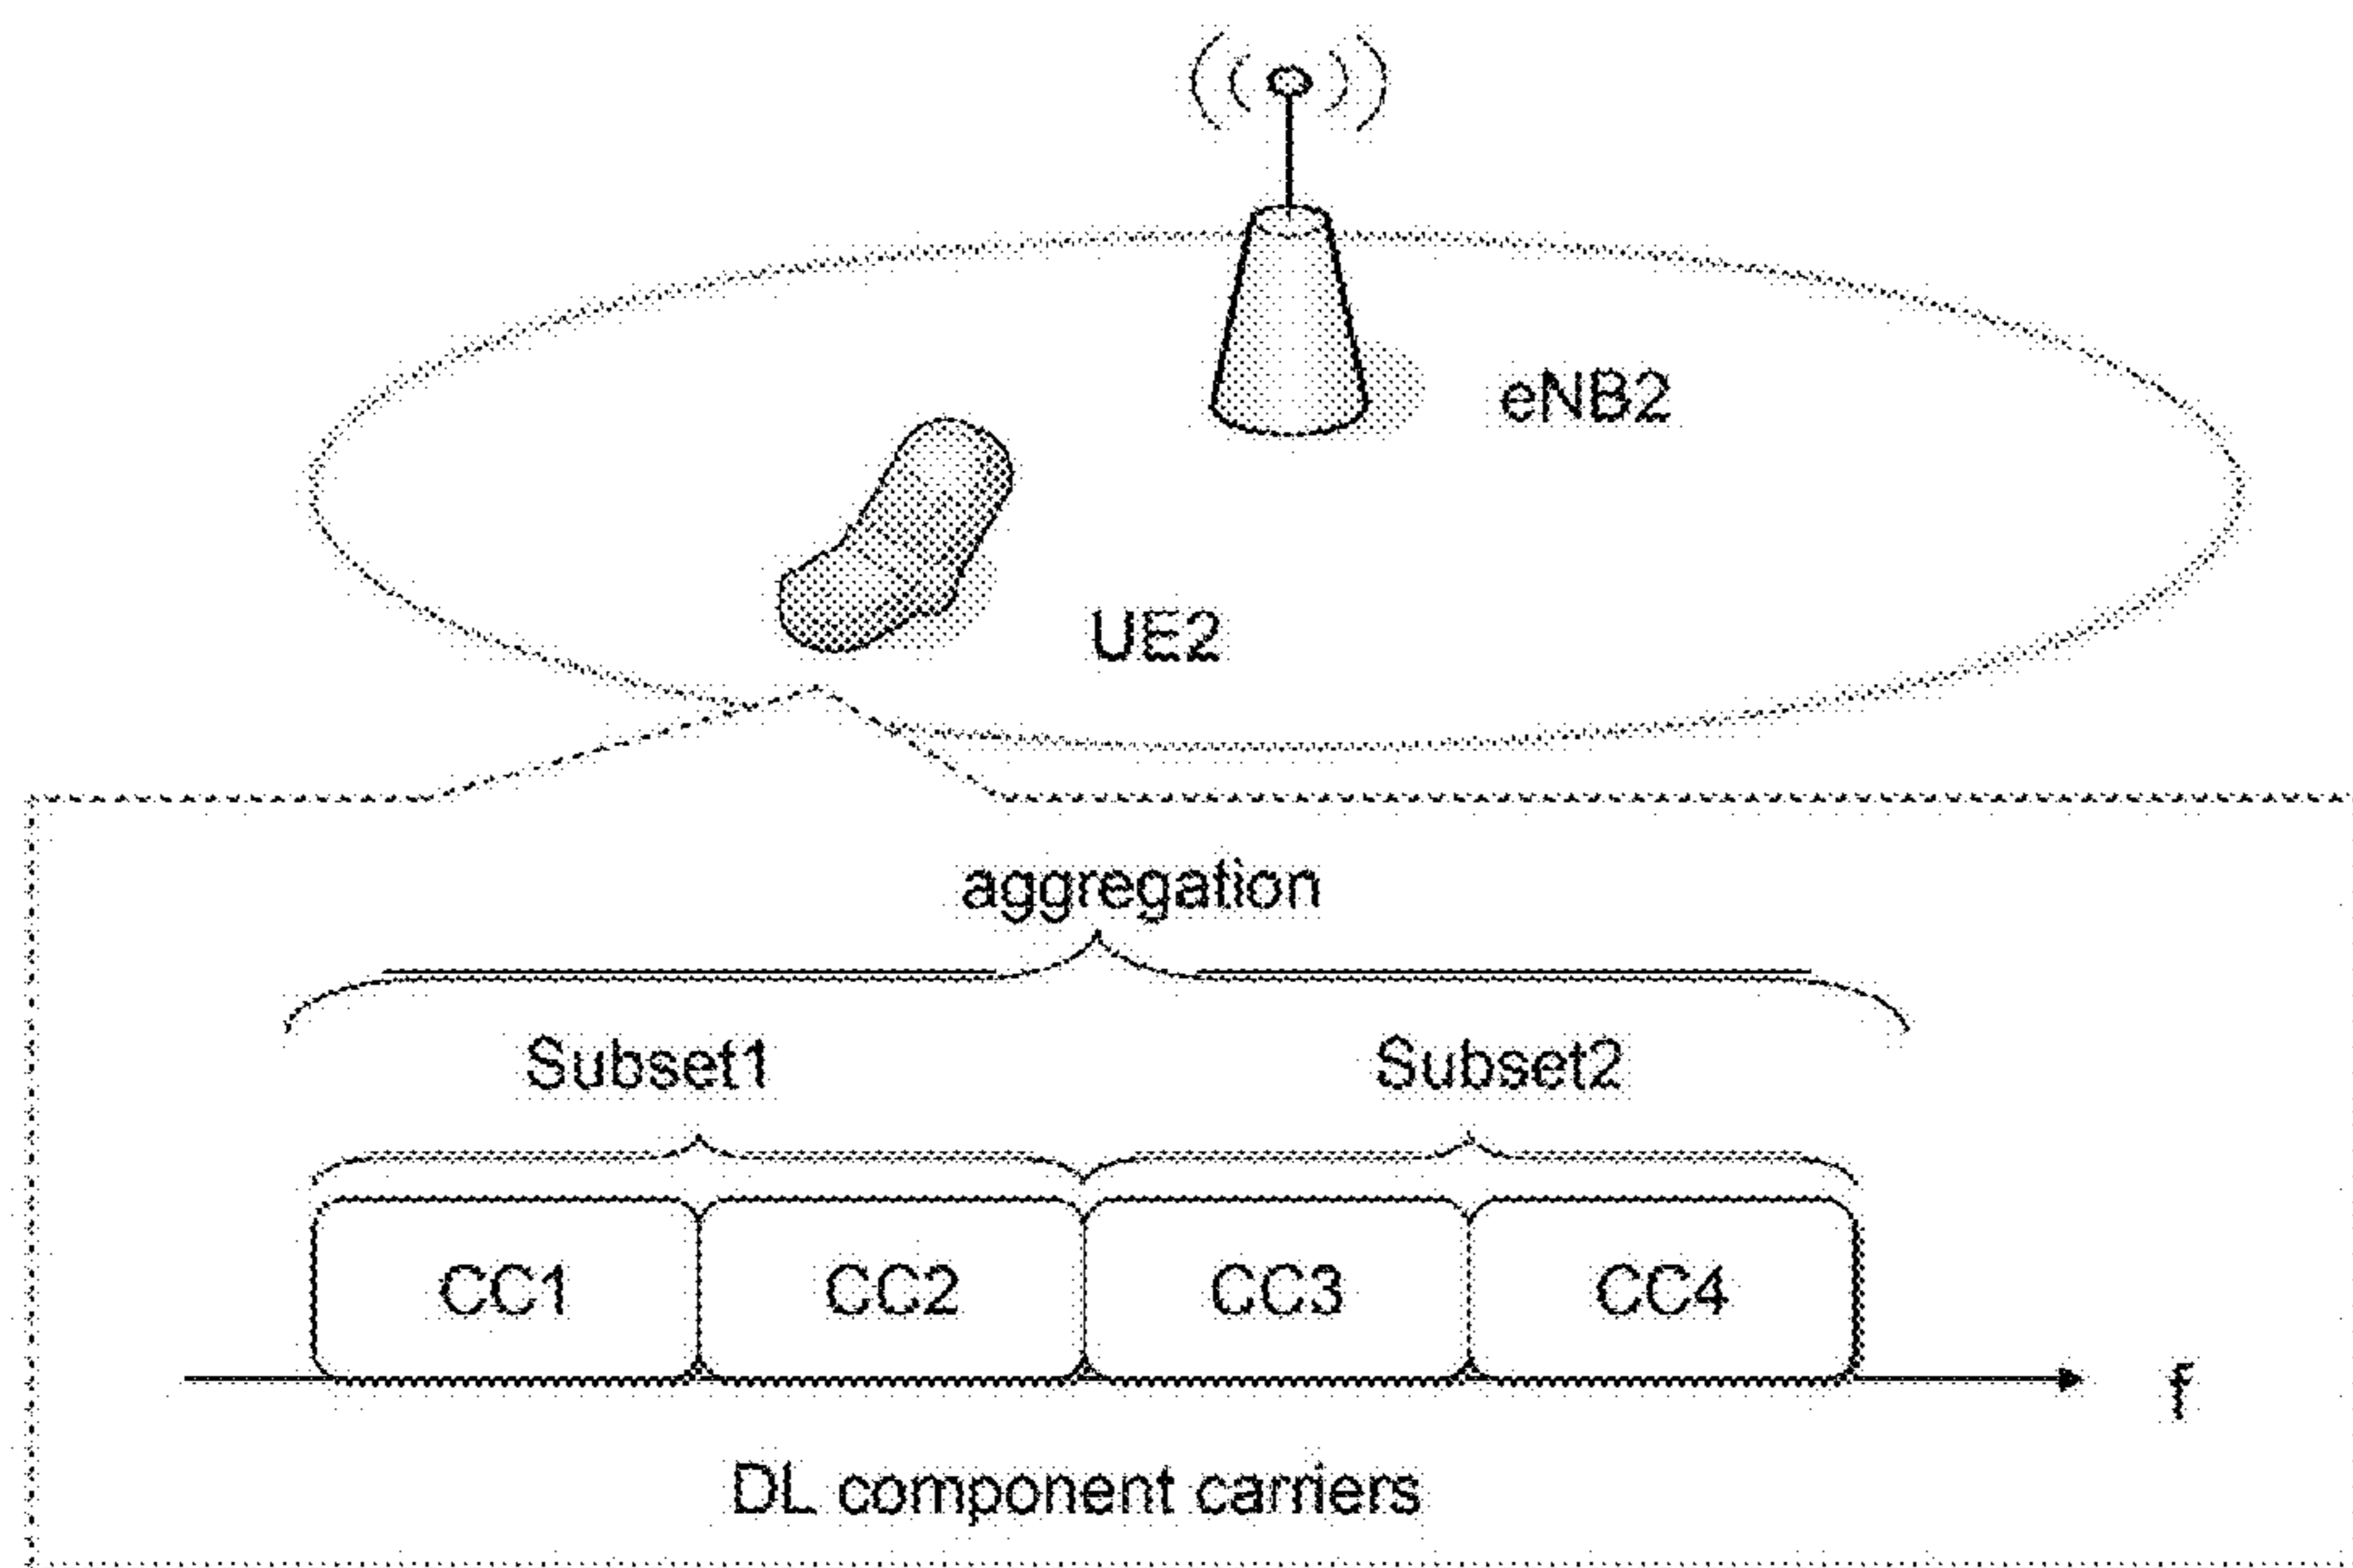 eNB2
UE2
aggregation
Subset1 Subset2
CC1 CC2 CC3 CC4
f
DL component carriers